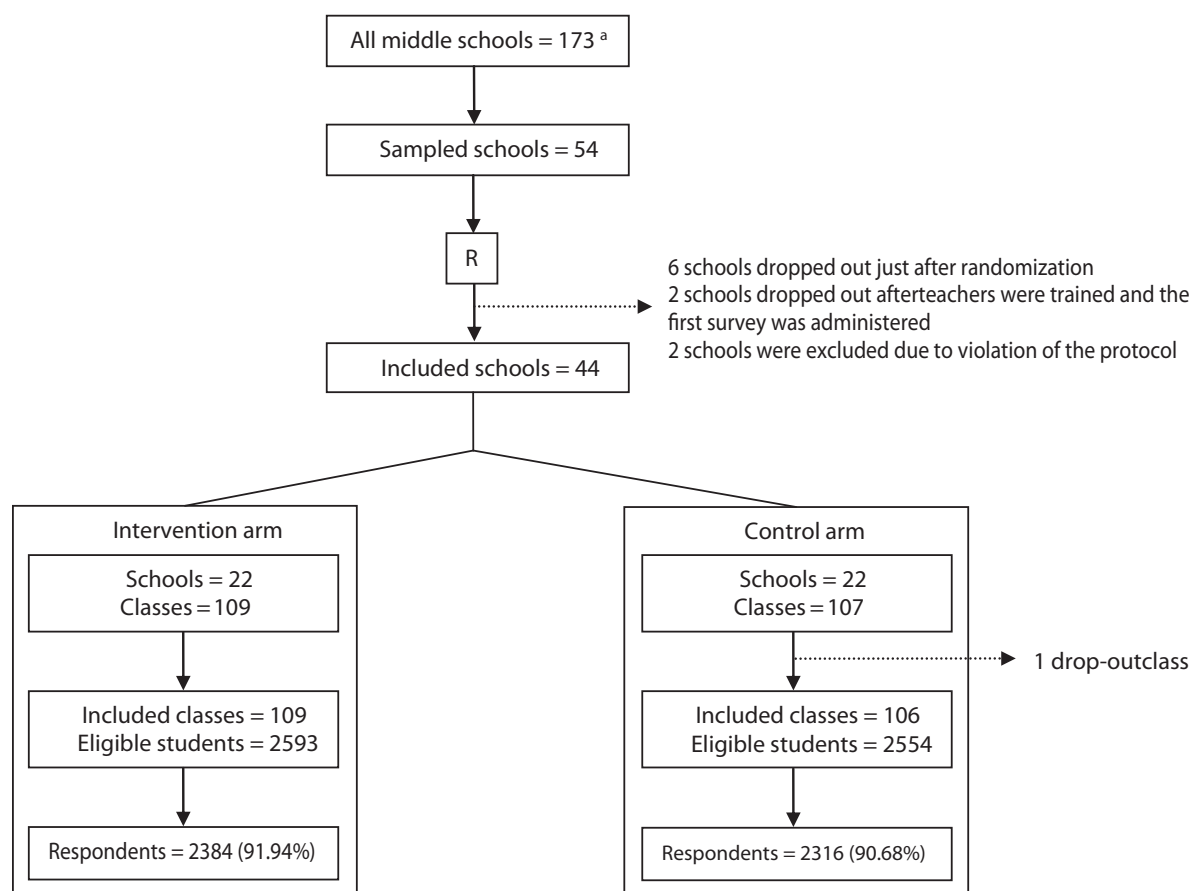 All middle schools = 173 a
Sampled schools = 54
R
6 schools dropped out just after randomization
2 schools dropped out afterteachers were trained and the
first survey was administered
2 schools were excluded due to violation of the protocol
Included schools = 44
Intervention arm
Schools = 22
Classes = 109
Included classes = 109
Eligible students = 2593
Respondents = 2384 (91.94%)
Control arm
Schools = 22
Classes = 107
1 drop-outclass
Included classes = 106
Eligible students = 2554
Respondents = 2316 (90.68%)